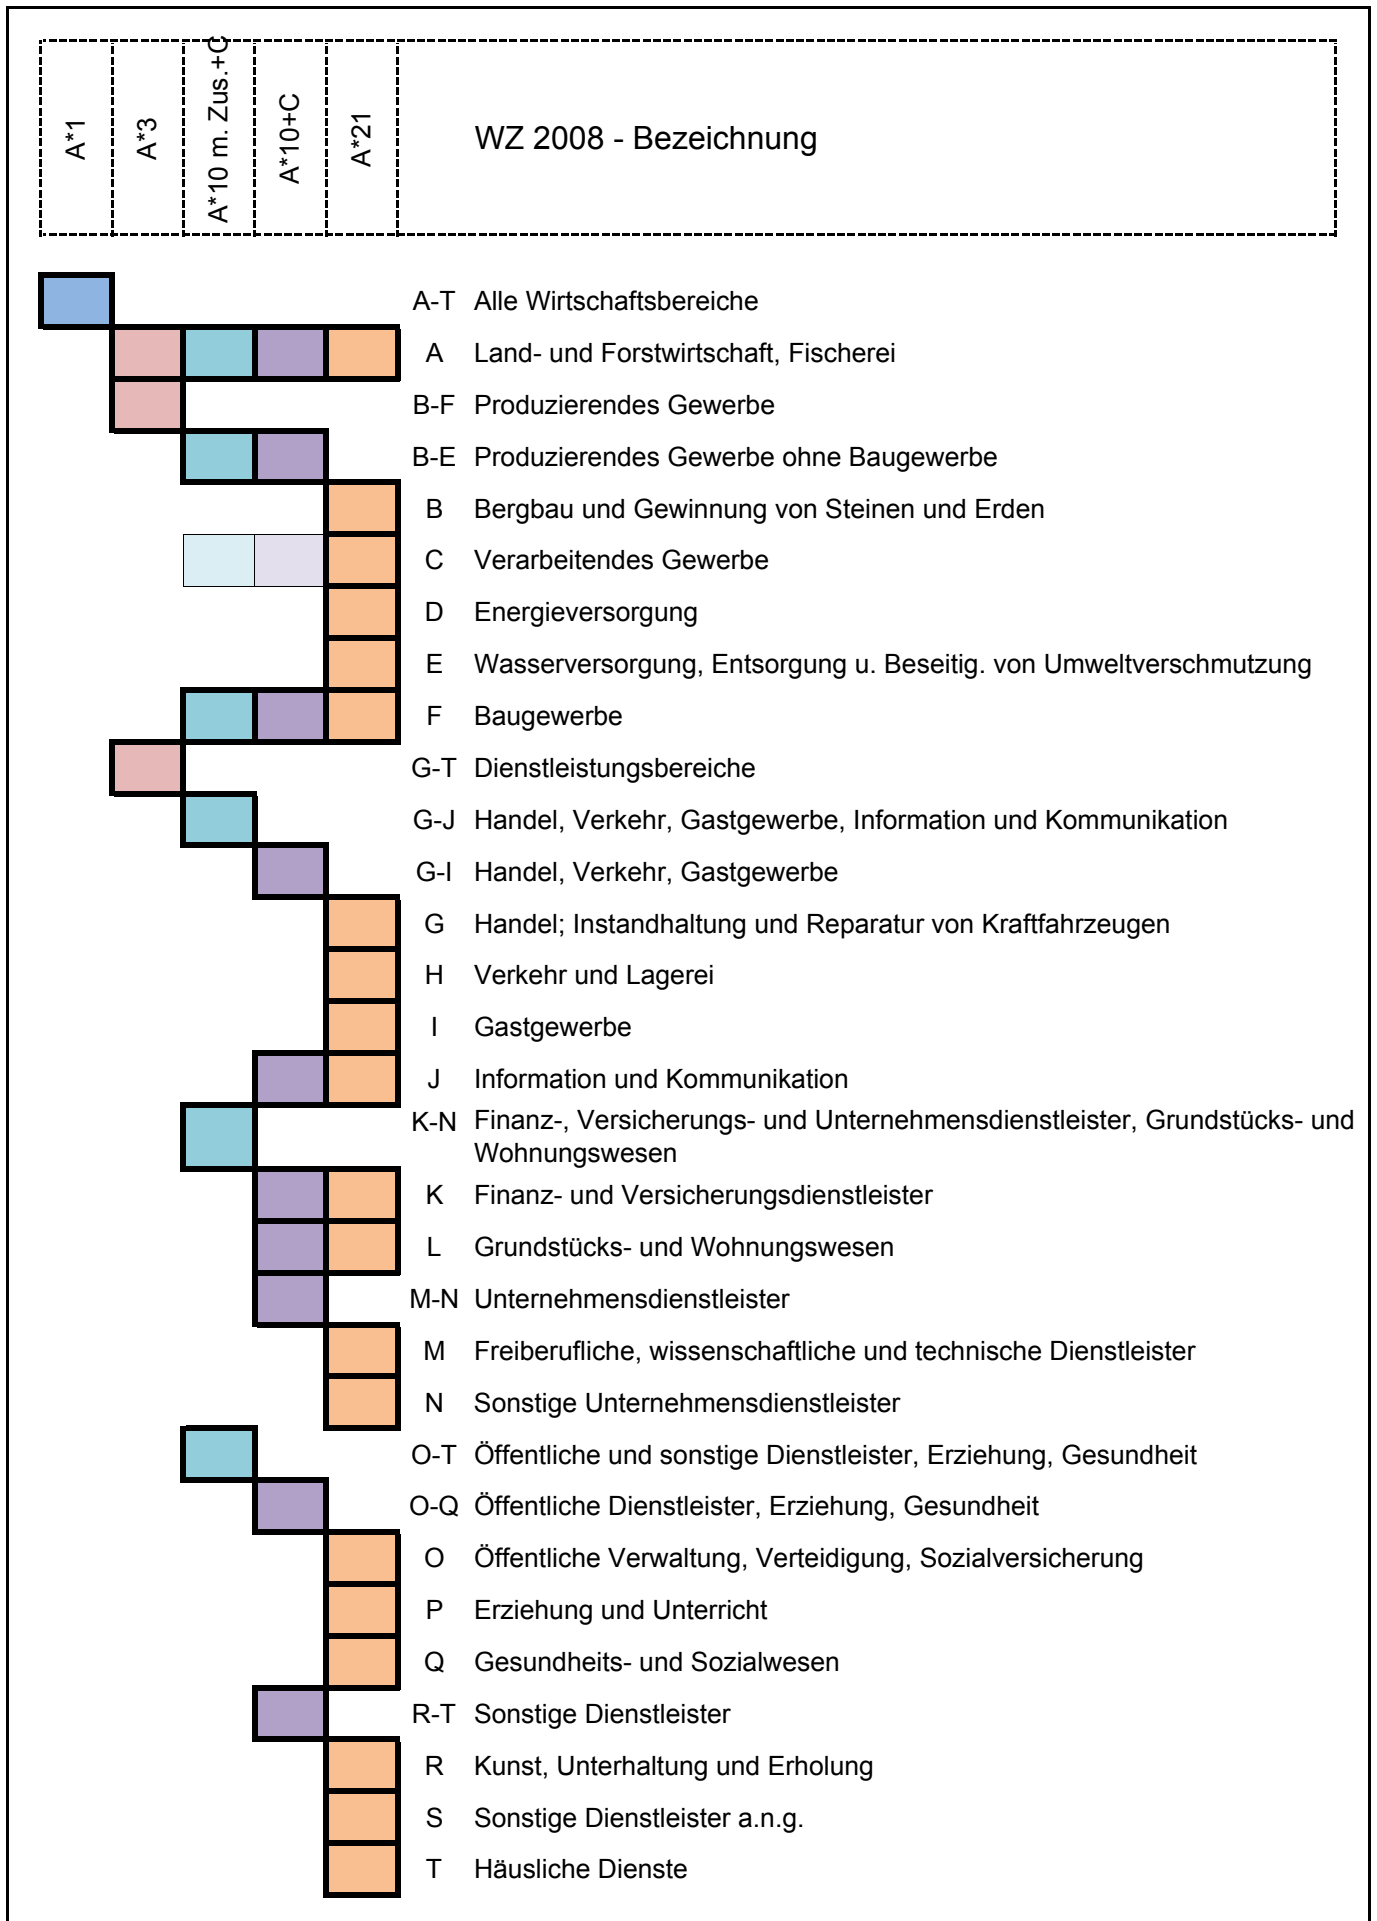 A*1
A*3
A*10 m. Zus.+C
A*10+C
A*21
WZ 2008 - Bezeichnung
A-T Alle Wirtschaftsbereiche
A Land- und Forstwirtschaft, Fischerei
B-F Produzierendes Gewerbe
B-E Produzierendes Gewerbe ohne Baugewerbe
B Bergbau und Gewinnung von Steinen und Erden
C Verarbeitendes Gewerbe
D Energieversorgung
E Wasserversorgung, Entsorgung u. Beseitig. von Umweltverschmutzung
F Baugewerbe
G-T Dienstleistungsbereiche
G-J Handel, Verkehr, Gastgewerbe, Information und Kommunikation
G-I Handel, Verkehr, Gastgewerbe
G Handel; Instandhaltung und Reparatur von Kraftfahrzeugen
H Verkehr und Lagerei
I Gastgewerbe
J Information und Kommunikation
K-N Finanz-, Versicherungs- und Unternehmensdienstleister, Grundstücks- und
Wohnungswesen
K Finanz- und Versicherungsdienstleister
L Grundstücks- und Wohnungswesen
M-N Unternehmensdienstleister
M Freiberufliche, wissenschaftliche und technische Dienstleister
N Sonstige Unternehmensdienstleister
O-T Öffentliche und sonstige Dienstleister, Erziehung, Gesundheit
O-Q Öffentliche Dienstleister, Erziehung, Gesundheit
O Öffentliche Verwaltung, Verteidigung, Sozialversicherung
P Erziehung und Unterricht
Q Gesundheits- und Sozialwesen
R-T Sonstige Dienstleister
R Kunst, Unterhaltung und Erholung
S Sonstige Dienstleister a.n.g.
T Häusliche Dienste